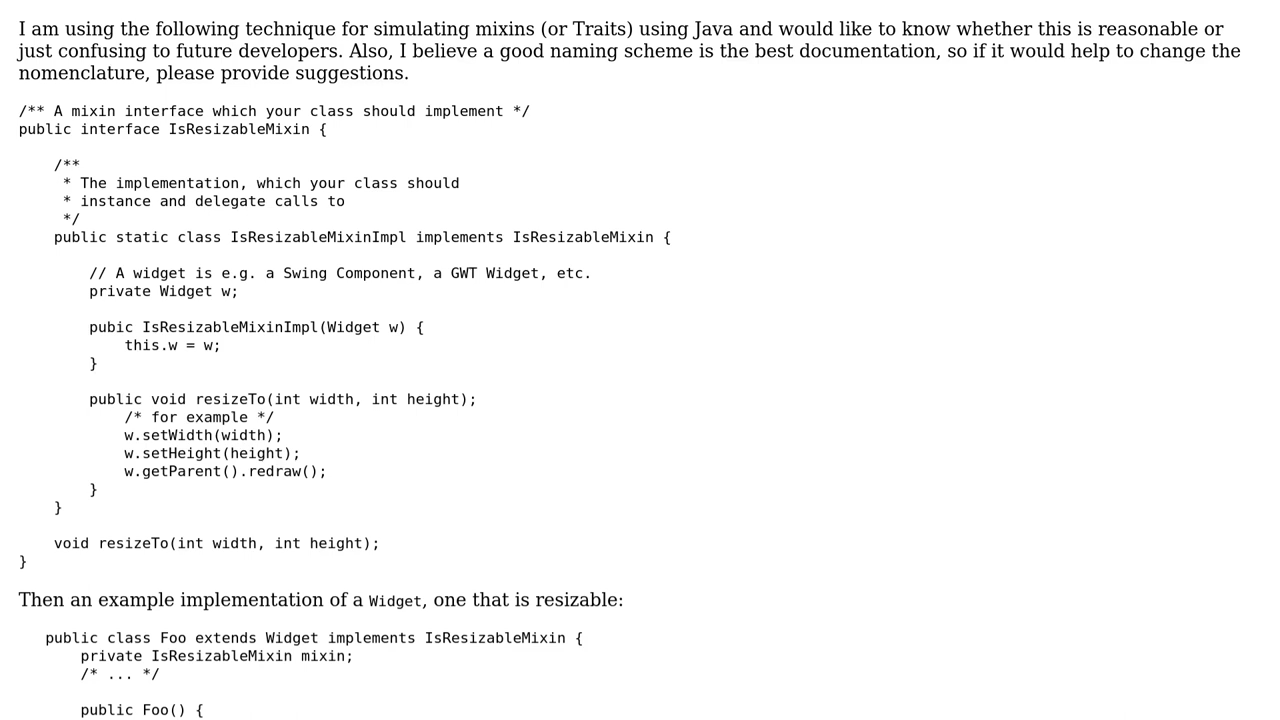 I am using the following technique for simulating mixins (or Traits) using Java and would like to know whether this is reasonable or
just confusing to future developers. Also, I believe a good naming scheme is the best documentation, so if it would help to change the
nomenclature, please provide suggestions.
/** A mixin interface which your class should implement */
public interface IsResizableMixin {
    /**
     * The implementation, which your class should
     * instance and delegate calls to
     */
    public static class IsResizableMixinImpl implements IsResizableMixin {
        // A widget is e.g. a Swing Component, a GWT Widget, etc.
        private Widget w;
        pubic IsResizableMixinImpl(Widget w) {
            this.w = w;
        }
        public void resizeTo(int width, int height);
            /* for example */
            w.setWidth(width);
            w.setHeight(height);
            w.getParent().redraw();
        }
    }
    void resizeTo(int width, int height);
}
Then an example implementation of a Widget, one that is resizable:
   public class Foo extends Widget implements IsResizableMixin {
       private IsResizableMixin mixin;
       /* ... */
       public Foo() {